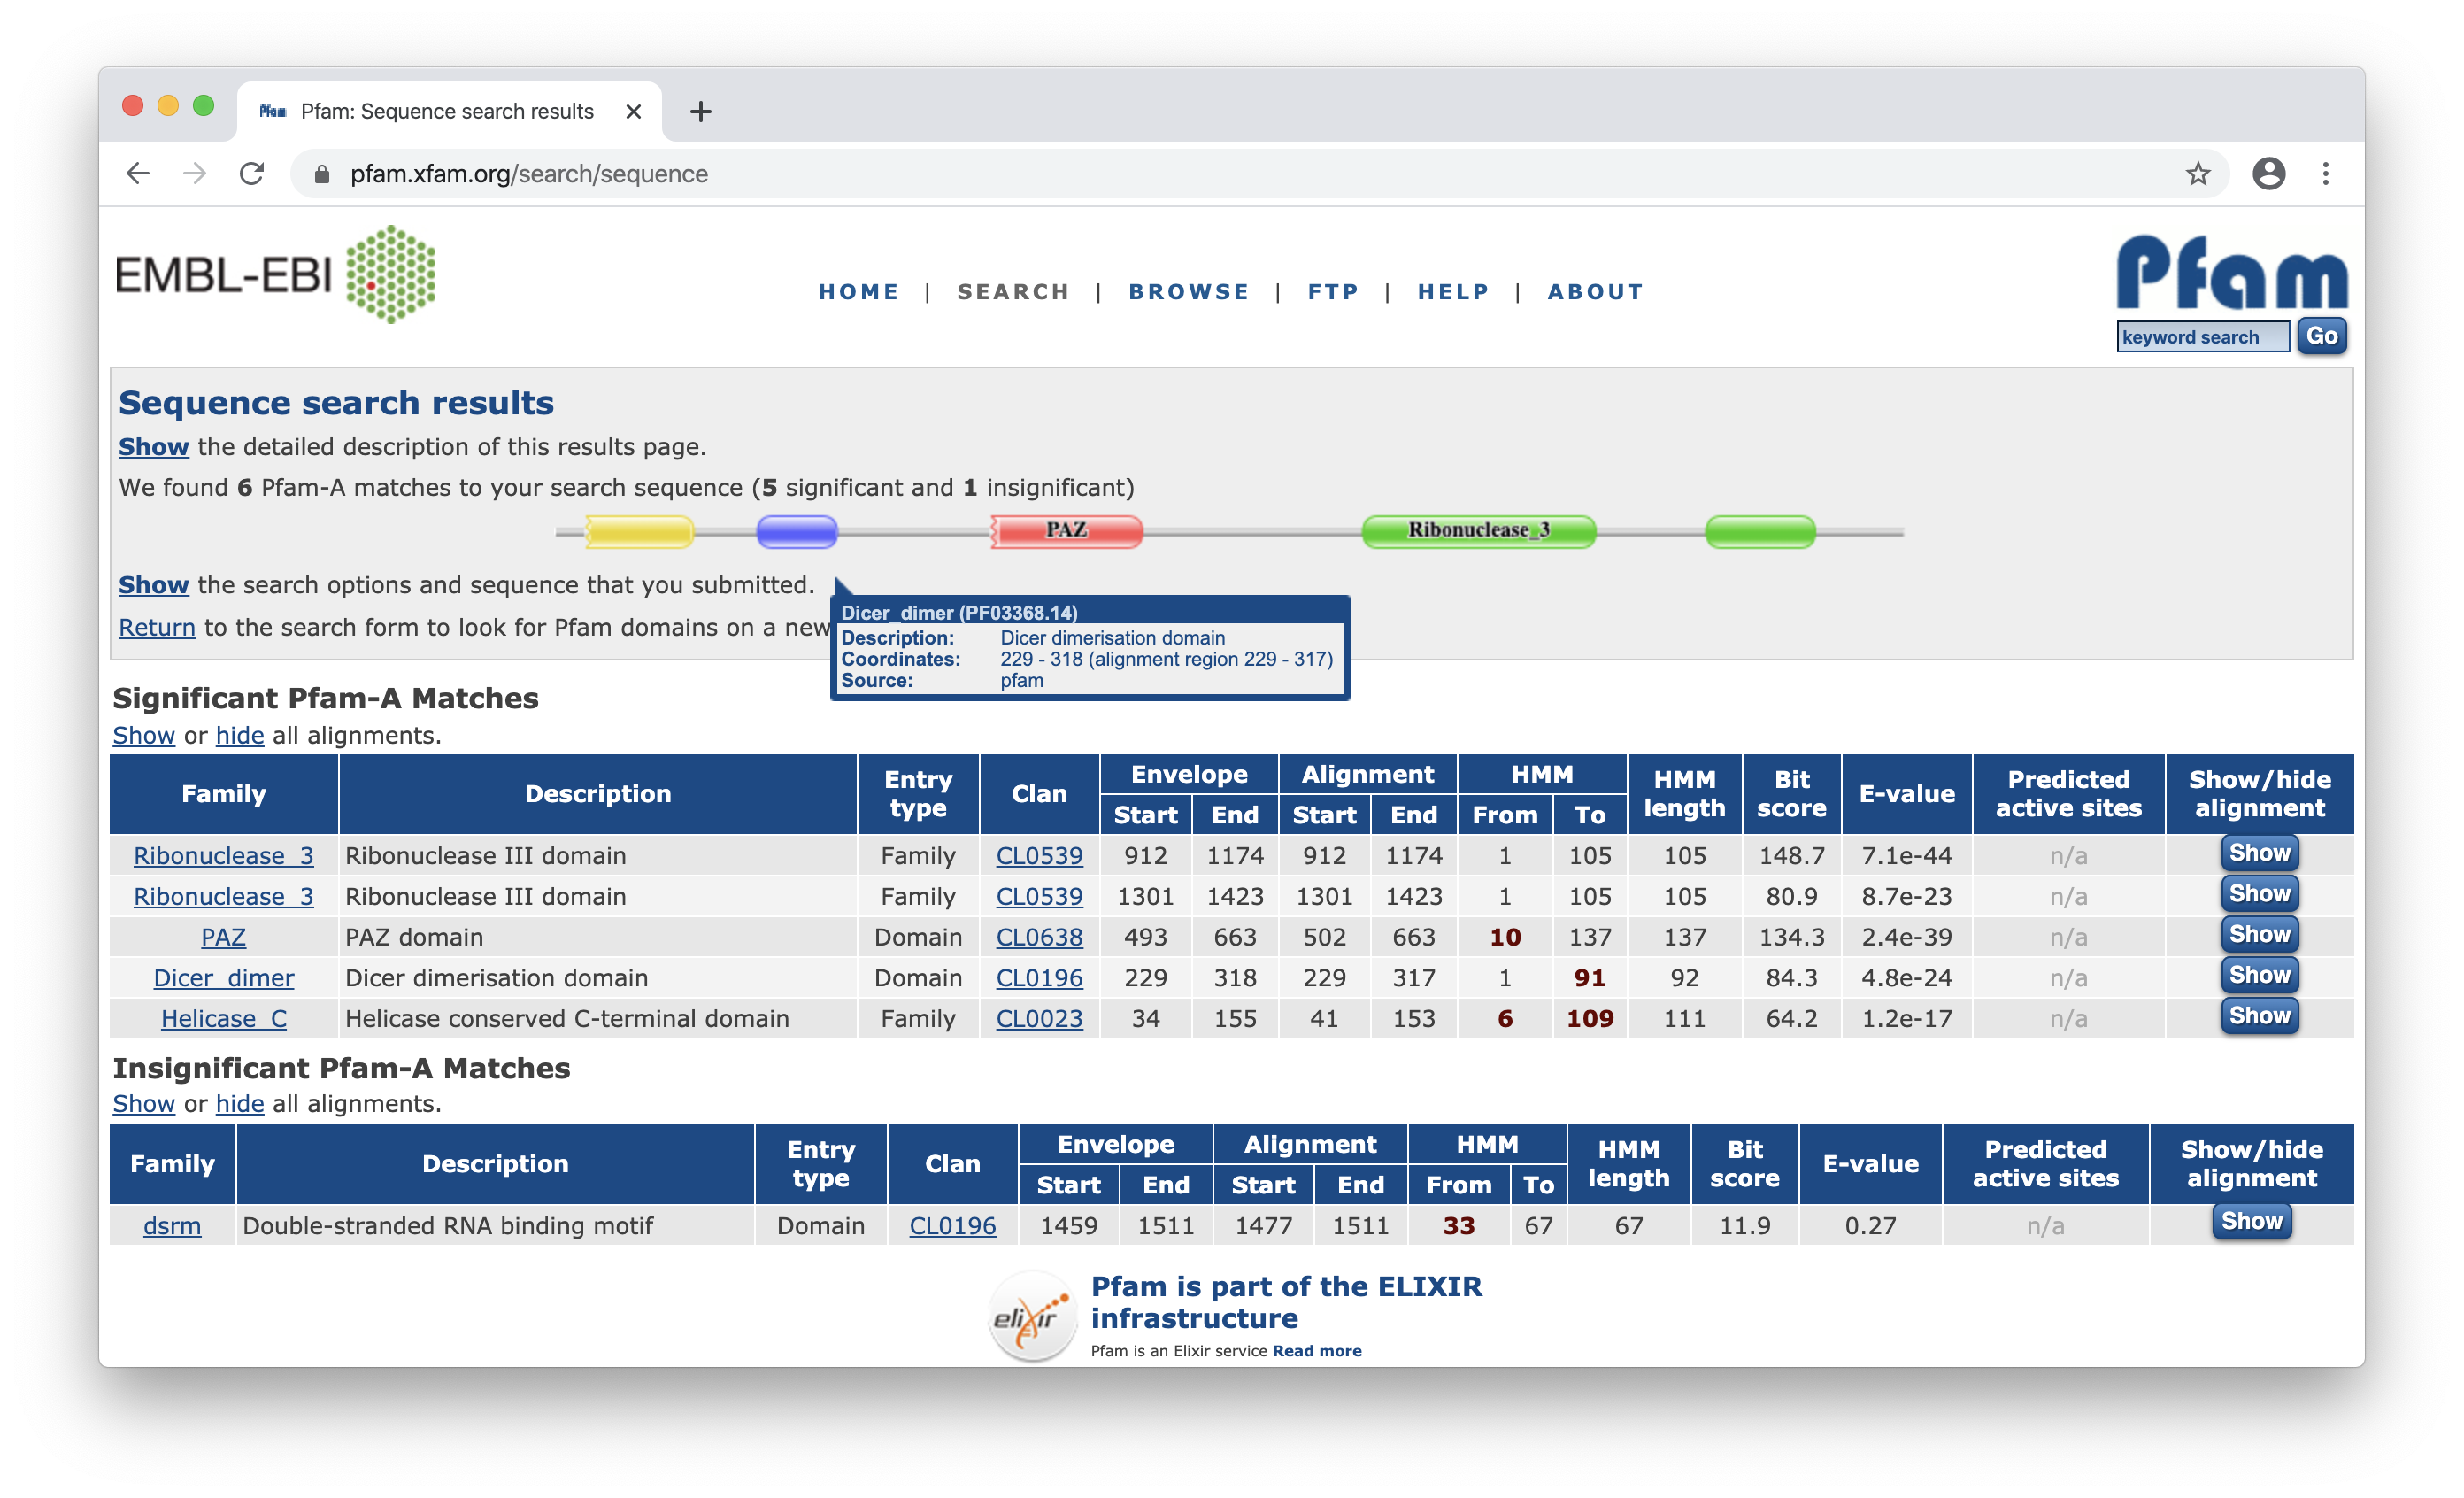 Pfam Pfam: Sequence search results
pfam.xfam.org/search/sequence
EMBL-EBI
HOME | SEARCH | BROWSE | FTP | HELP | ABOUT
Pfam
keyword search Go
Sequence search results
Show the detailed description of this results page.
We found 6 Pfam-A matches to your search sequence (5 significant and 1 insignificant)
PAZ Ribonuclease_3
Show the search options and sequence that you submitted.
Return to the search form to look for Pfam domains on a new
Dicer_dimer (PF03368.14)
Description: Dicer dimerisation domain
Coordinates: 229 - 318 (alignment region 229 - 317)
Source: pfam
Significant Pfam-A Matches
Show or hide all alignments.
Family Description Entry type Clan Envelope Alignment HMM HMM length Bit score E-value Predicted active sites Show/hide alignment
Start End Start End From To
Ribonuclease_3 Ribonuclease III domain Family CL0539 912 1174 912 1174 1 105 105 148.7 7.1e-44 n/a Show
Ribonuclease_3 Ribonuclease III domain Family CL0539 1301 1423 1301 1423 1 105 105 80.9 8.7e-23 n/a Show
PAZ PAZ domain Domain CL0638 493 663 502 663 10 137 137 134.3 2.4e-39 n/a Show
Dicer_dimer Dicer dimerisation domain Domain CL0196 229 318 229 317 1 91 92 84.3 4.8e-24 n/a Show
Helicase_C Helicase conserved C-terminal domain Family CL0023 34 155 41 153 6 109 111 64.2 1.2e-17 n/a Show
Insignificant Pfam-A Matches
Show or hide all alignments.
Family Description Entry type Clan Envelope Alignment HMM HMM length Bit score E-value Predicted active sites Show/hide alignment
Start End Start End From To
dsrm Double-stranded RNA binding motif Domain CL0196 1459 1511 1477 1511 33 67 67 11.9 0.27 n/a Show
elixir
Pfam is part of the ELIXIR
infrastructure
Pfam is an Elixir service Read more